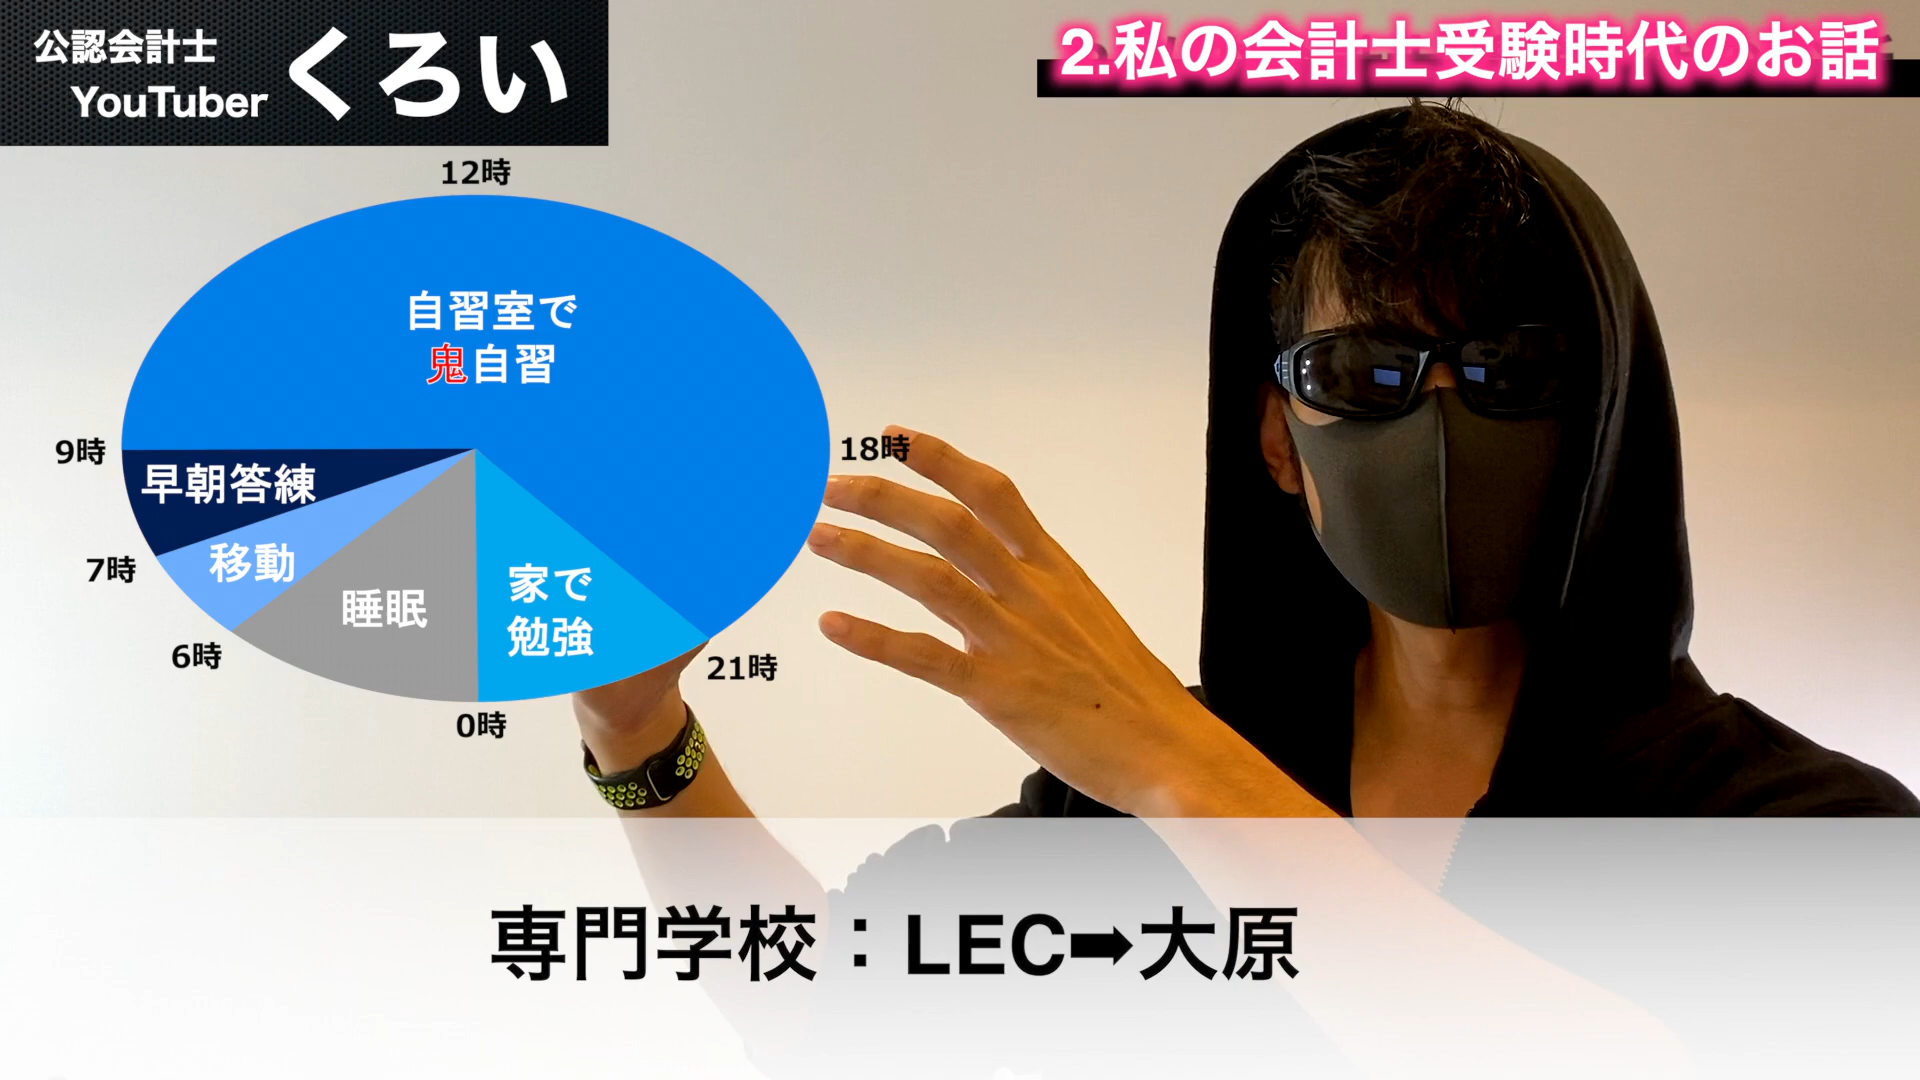 公認会計士
YouTuber
くろい
2.私の会計士受験時代のお話
12時
自習室で
鬼自習
9時
18時
早朝答練
7時
移動
睡眠
家で
勉強
6時
21時
0時
専門学校：LEC➡大原